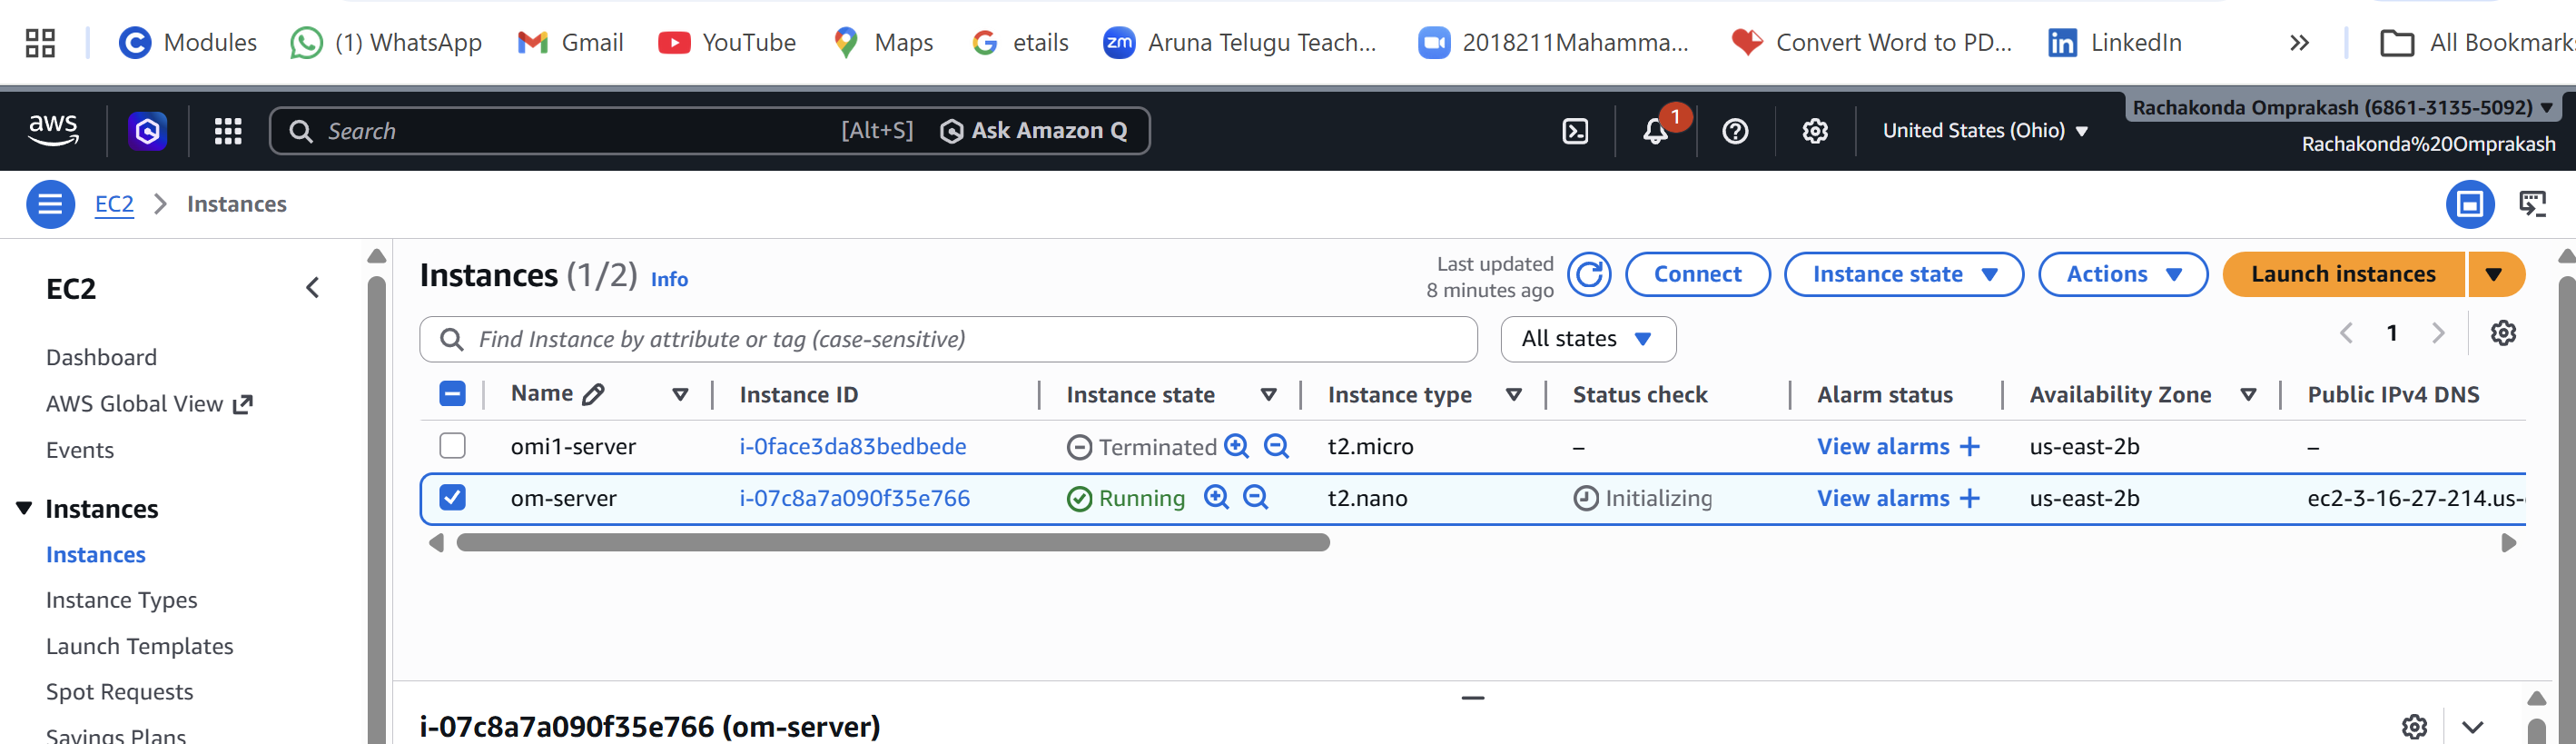 Modules (1) WhatsApp Gmail YouTube Maps etails zm Aruna Telugu Teach... 2018211Mahamma... Convert Word to PD... LinkedIn All Bookmark
aws Search [Alt+S] Ask Amazon Q 1 United States (Ohio) Rachakonda Omprakash (6861-3135-5092)
Rachakonda%20Omprakash
EC2 Instances
EC2
Dashboard
AWS Global View
Events
Instances
Instances
Instance Types
Launch Templates
Spot Requests
Savings Plans
Instances (1/2) Info
Last updated
8 minutes ago
Connect Instance state Actions Launch instances
Find Instance by attribute or tag (case-sensitive) All states 1
Name Instance ID Instance state Instance type Status check Alarm status Availability Zone Public IPv4 DNS
omi1-server i-0face3da83bedbede Terminated t2.micro – View alarms + us-east-2b –
om-server i-07c8a7a090f35e766 Running t2.nano Initializing View alarms + us-east-2b ec2-3-16-27-214.us-
i-07c8a7a090f35e766 (om-server)